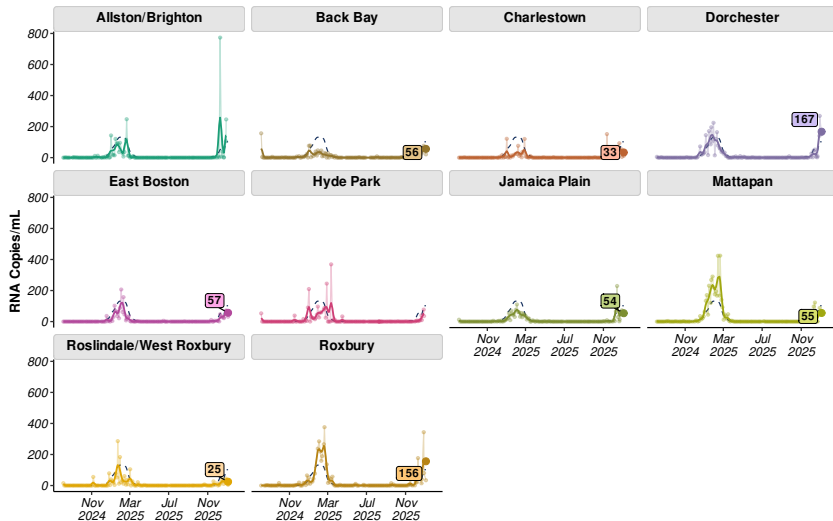 Allston/Brighton Back Bay Charlestown Dorchester
800
600
400
200
0
56
33
167
East Boston Hyde Park Jamaica Plain Mattapan
800
600
400
200
0
57
54
55
RNA Copies/mL
Nov Mar Jul Nov Nov Mar Jul Nov
2024 2025 2025 2025 2024 2025 2025 2025
Roslindale/West Roxbury Roxbury
800
600
400
200
0
25
156
Nov Mar Jul Nov Nov Mar Jul Nov
2024 2025 2025 2025 2024 2025 2025 2025